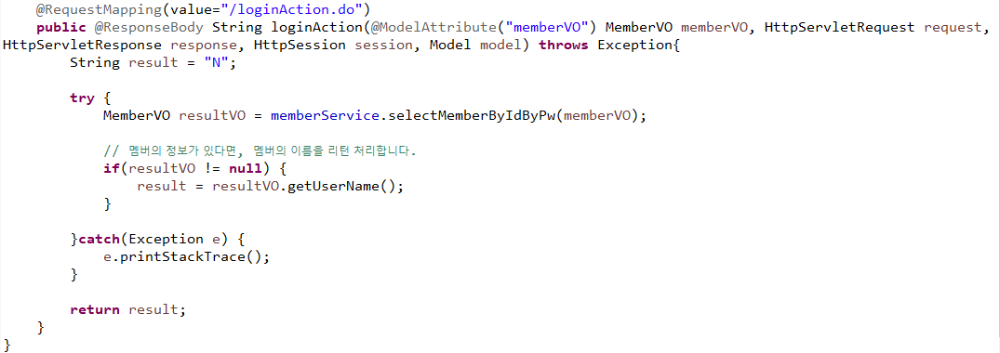 @RequestMapping(value="/loginAction.do")
public @ResponseBody String loginAction(@ModelAttribute("memberVO") MemberVO memberVO, HttpServletRequest request,
HttpServletResponse response, HttpSession session, Model model) throws Exception{
String result = "N";
try {
MemberVO resultVO = memberService.selectMemberByIdByPw(memberVO);
// 멤버의 정보가 있다면, 멤버의 이름을 리턴 처리합니다.
if(resultVO != null) {
result = resultVO.getUserName();
}
}catch(Exception e) {
e.printStackTrace();
}
return result;
}
}